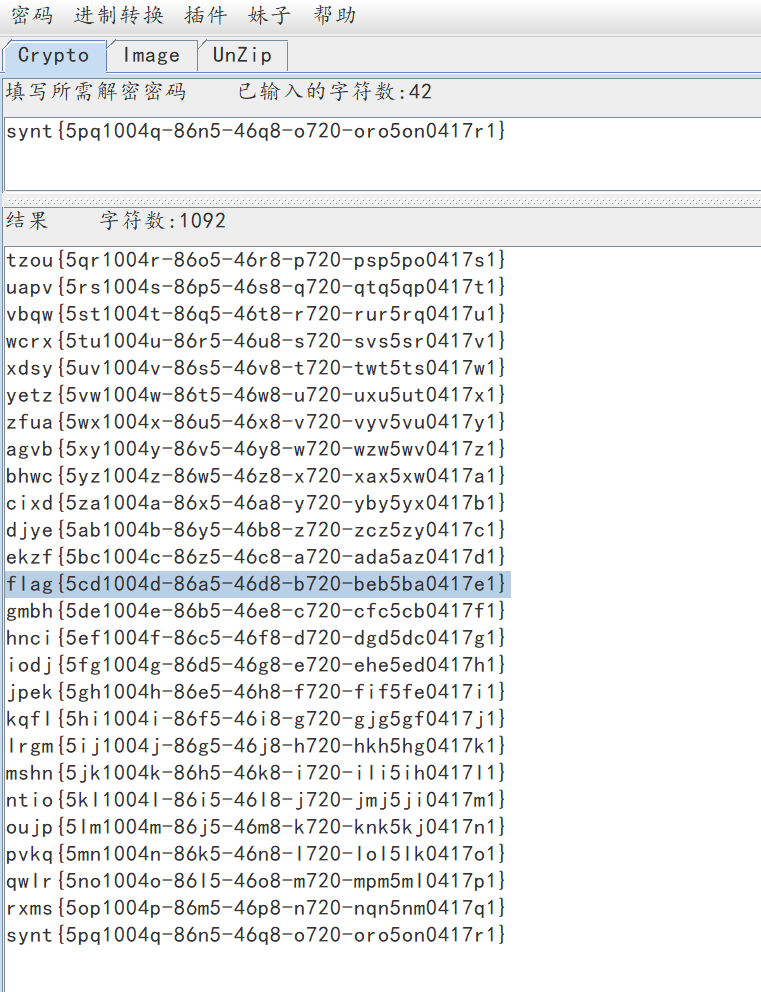 密码 进制转换 插件 妹子 帮助
Crypto Image UnZip
填写所需解密密码 已输入的字符数:42
synt{5pq1004q-86n5-46q8-o720-oro5on0417r1}
结果 字符数:1092
tzou{5qr1004r-86o5-46r8-p720-psp5po0417s1}
uapv{5rs1004s-86p5-46s8-q720-qtq5qp0417t1}
vbqw{5st1004t-86q5-46t8-r720-rur5rq0417u1}
wcrx{5tu1004u-86r5-46u8-s720-svs5sr0417v1}
xdsy{5uv1004v-86s5-46v8-t720-twt5ts0417w1}
yetz{5vw1004w-86t5-46w8-u720-uxu5ut0417x1}
zfua{5wx1004x-86u5-46x8-v720-vyv5vu0417y1}
agvb{5xy1004y-86v5-46y8-w720-wzw5wv0417z1}
bhwc{5yz1004z-86w5-46z8-x720-xax5xw0417a1}
cixd{5za1004a-86x5-46a8-y720-yby5yx0417b1}
djye{5ab1004b-86y5-46b8-z720-zcz5zy0417c1}
ekzf{5bc1004c-86z5-46c8-a720-ada5az0417d1}
flag{5cd1004d-86a5-46d8-b720-beb5ba0417e1}
gmbh{5de1004e-86b5-46e8-c720-cfc5cb0417f1}
hnci{5ef1004f-86c5-46f8-d720-dgd5dc0417g1}
iodj{5fg1004g-86d5-46g8-e720-ehe5ed0417h1}
jpek{5gh1004h-86e5-46h8-f720-fif5fe0417i1}
kqfl{5hi1004i-86f5-46i8-g720-gjg5gf0417j1}
lrgm{5ij1004j-86g5-46j8-h720-hkh5hg0417k1}
mshn{5jk1004k-86h5-46k8-i720-ili5ih0417l1}
ntio{5kl1004l-86i5-46l8-j720-jmj5ji0417m1}
oujp{5lm1004m-86j5-46m8-k720-knk5kj0417n1}
pvkq{5mn1004n-86k5-46n8-l720-lol5lk0417o1}
qwlr{5no1004o-86l5-46o8-m720-mpm5ml0417p1}
rxms{5op1004p-86m5-46p8-n720-nqn5nm0417q1}
synt{5pq1004q-86n5-46q8-o720-oro5on0417r1}